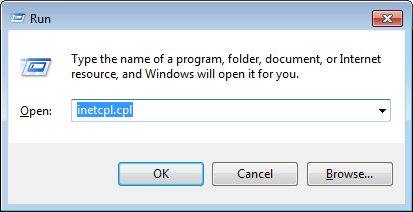 Run
Type the name of a program, folder, document, or Internet
resource, and Windows will open it for you.
Open: inetcpl.cpl
OK Cancel Browse...